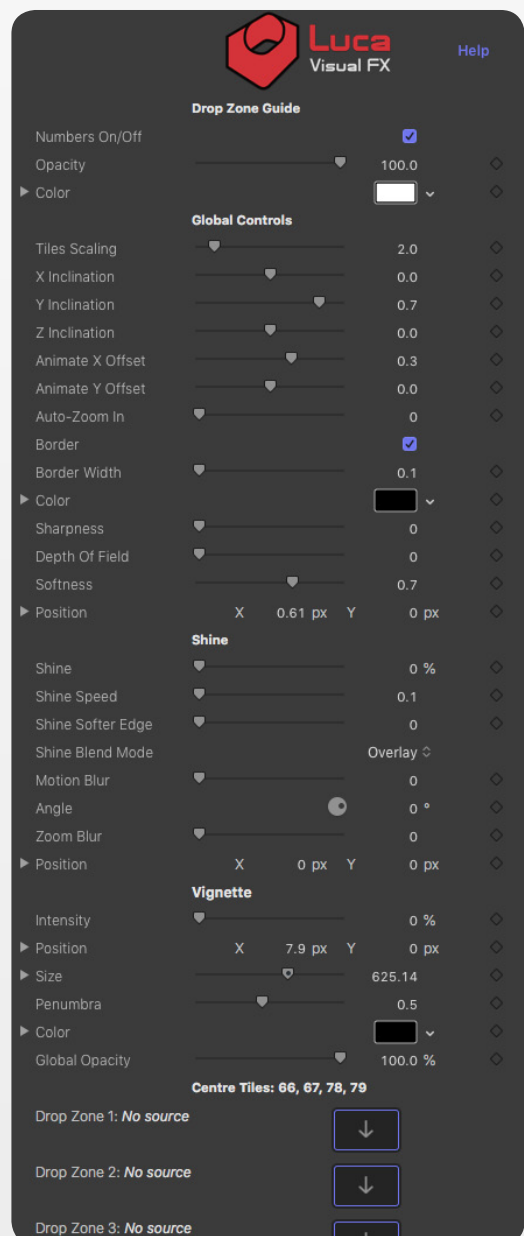 Luca
Visual FX
Help
Drop Zone Guide
Numbers On/Off
Opacity 100.0
Color
Global Controls
Tiles Scaling 2.0
X Inclination 0.0
Y Inclination 0.7
Z Inclination 0.0
Animate X Offset 0.3
Animate Y Offset 0.0
Auto-Zoom In 0
Border
Border Width 0.1
Color
Sharpness 0
Depth Of Field 0
Softness 0.7
Position X 0.61 px Y 0 px
Shine
Shine 0 %
Shine Speed 0.1
Shine Softer Edge 0
Shine Blend Mode Overlay
Motion Blur 0
Angle 0 °
Zoom Blur 0
Position X 0 px Y 0 px
Vignette
Intensity 0 %
Position X 7.9 px Y 0 px
Size 625.14
Penumbra 0.5
Color
Global Opacity 100.0 %
Centre Tiles: 66, 67, 78, 79
Drop Zone 1: No source
Drop Zone 2: No source
Drop Zone 3: No source